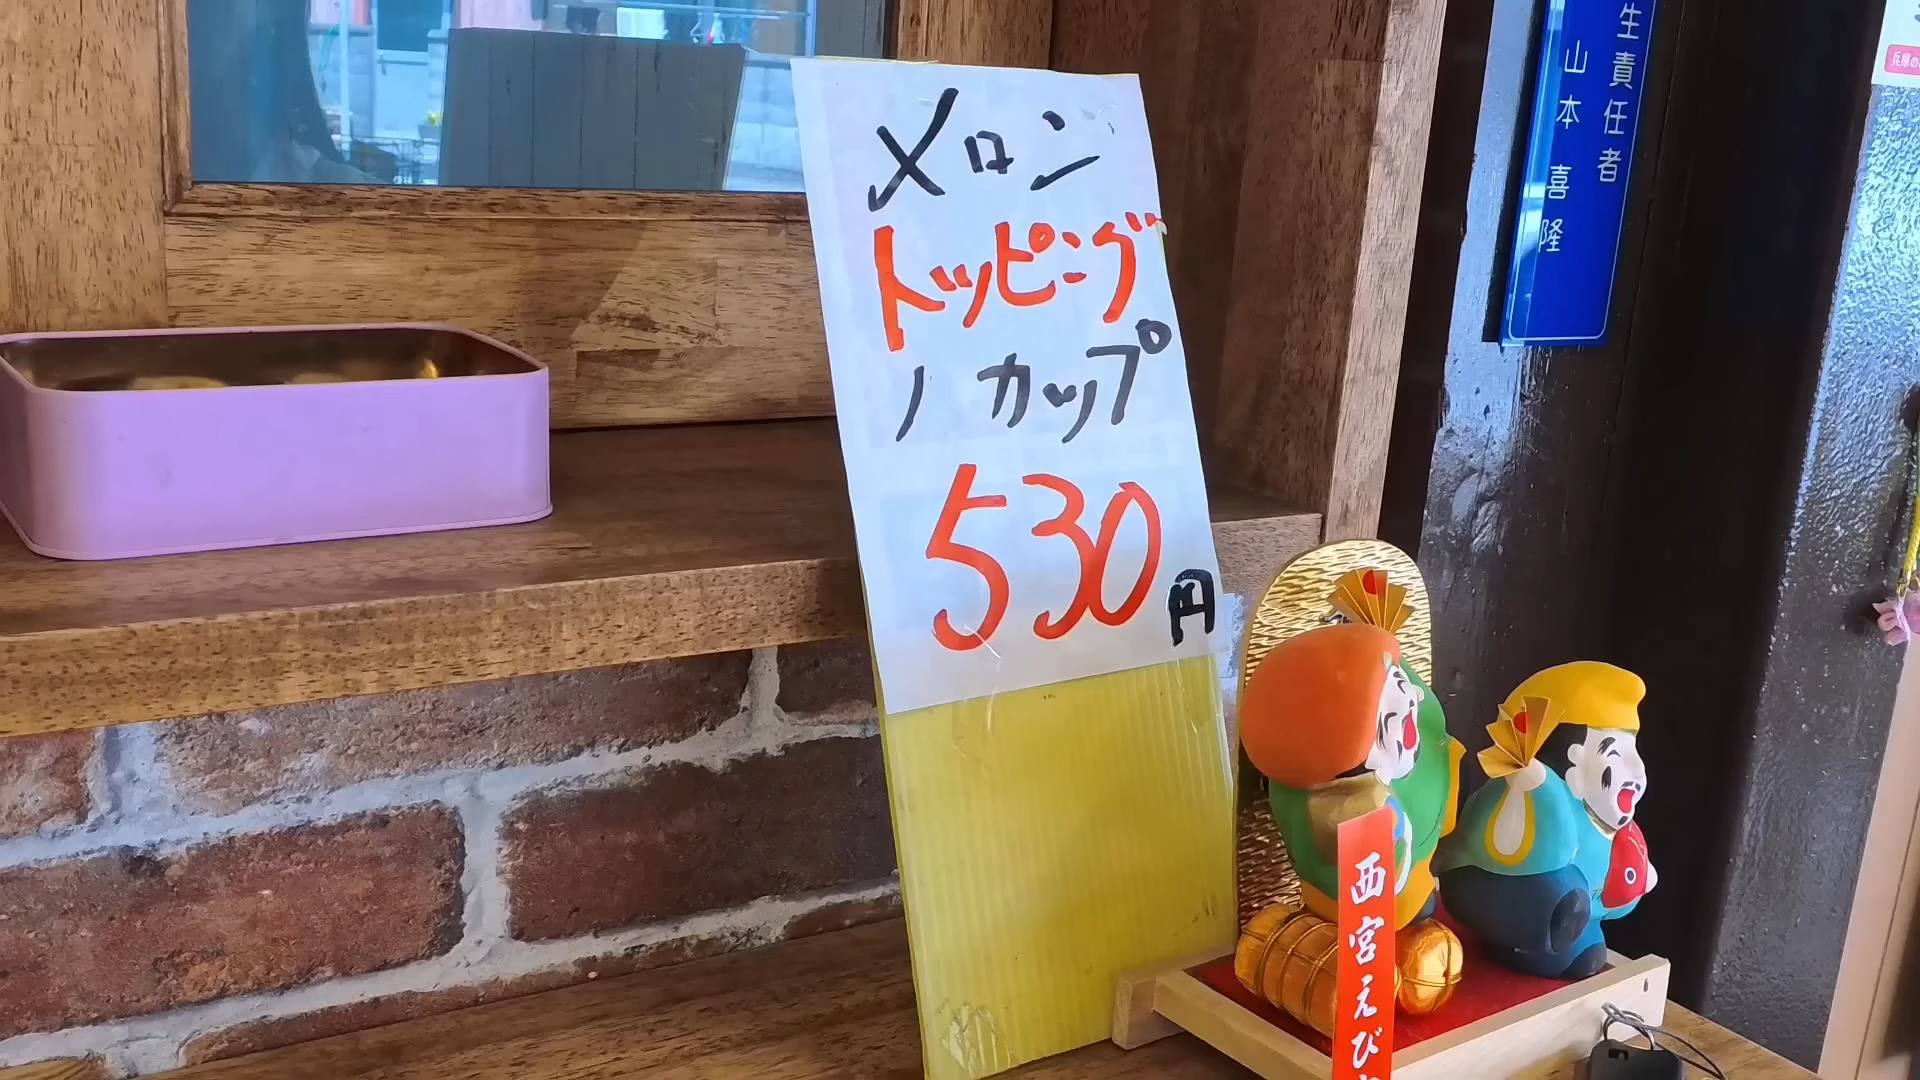 メロン
トッピング
1 カップ
530円
生責任者
山本 喜隆
西宮えび